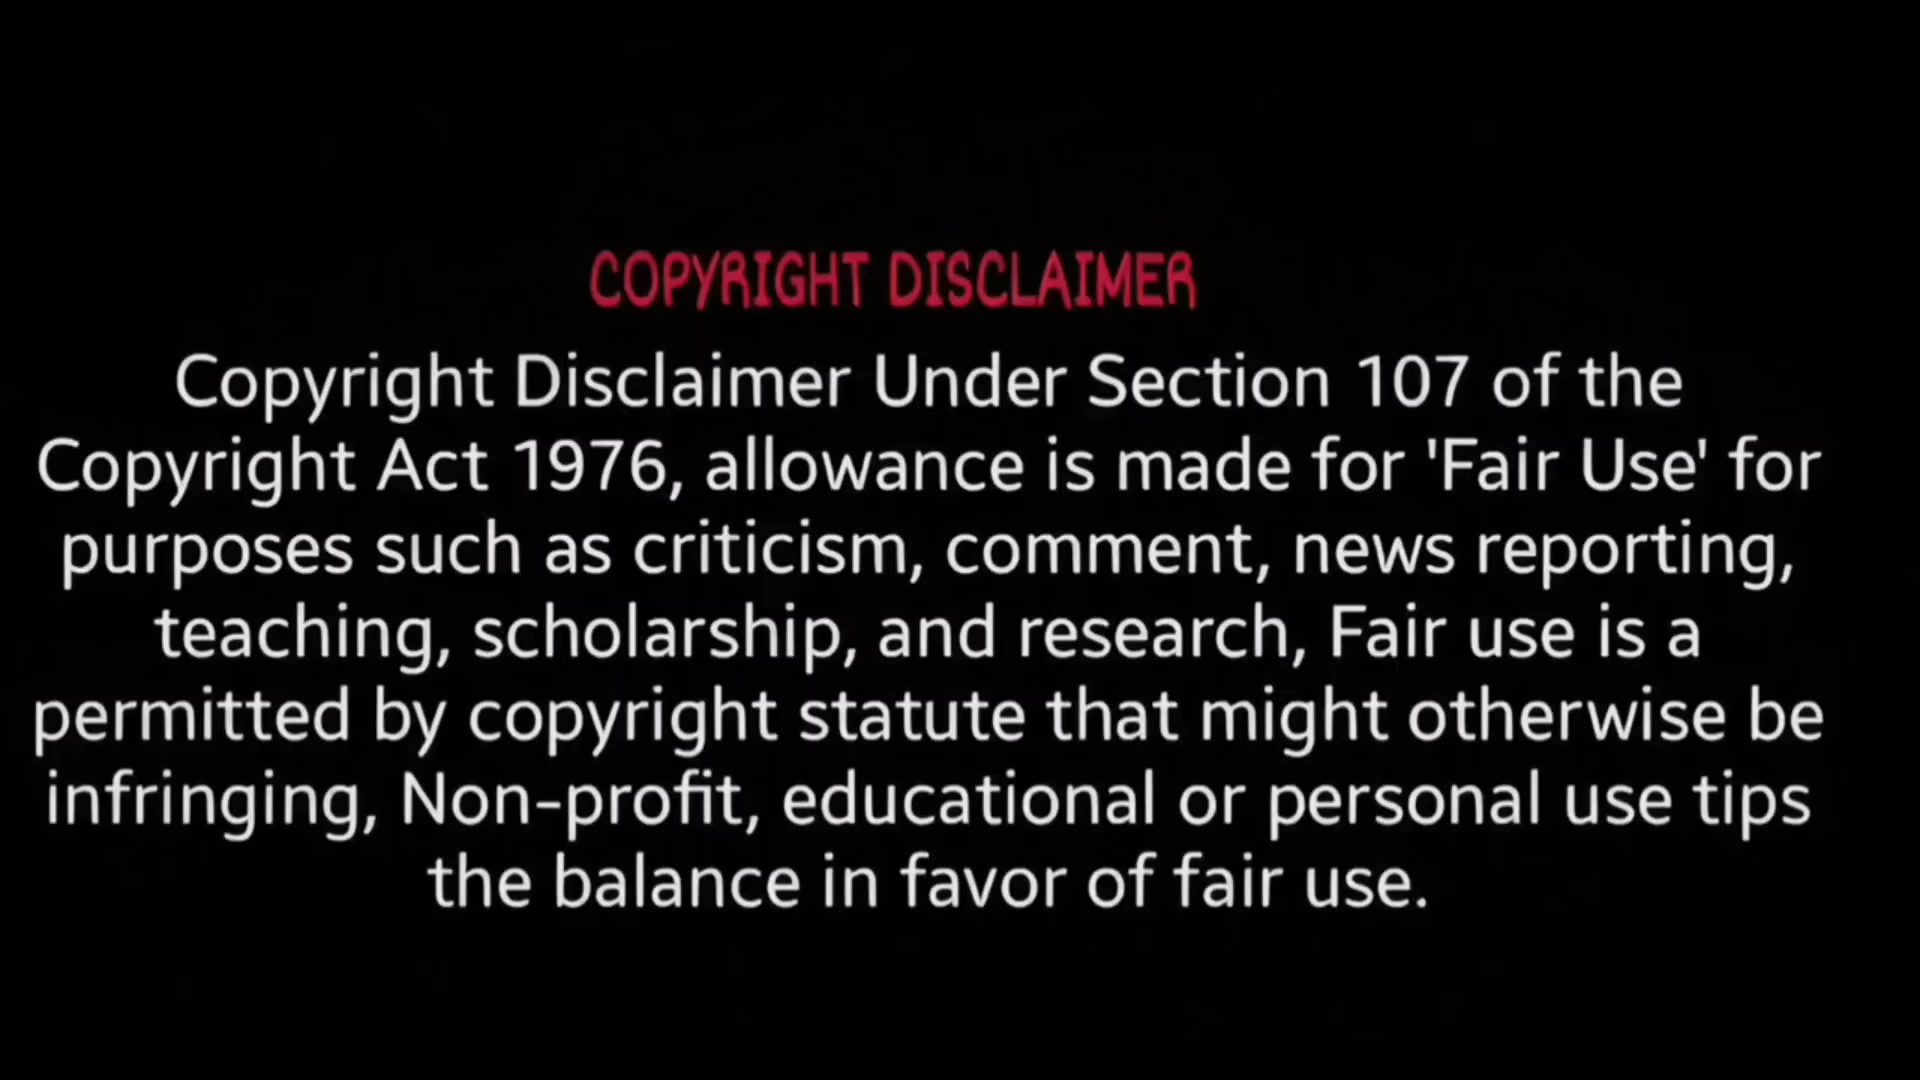 COPYRIGHT DISCLAIMER
Copyright Disclaimer Under Section 107 of the
Copyright Act 1976, allowance is made for 'Fair Use' for
purposes such as criticism, comment, news reporting,
teaching, scholarship, and research, Fair use is a
permitted by copyright statute that might otherwise be
infringing, Non-profit, educational or personal use tips
the balance in favor of fair use.